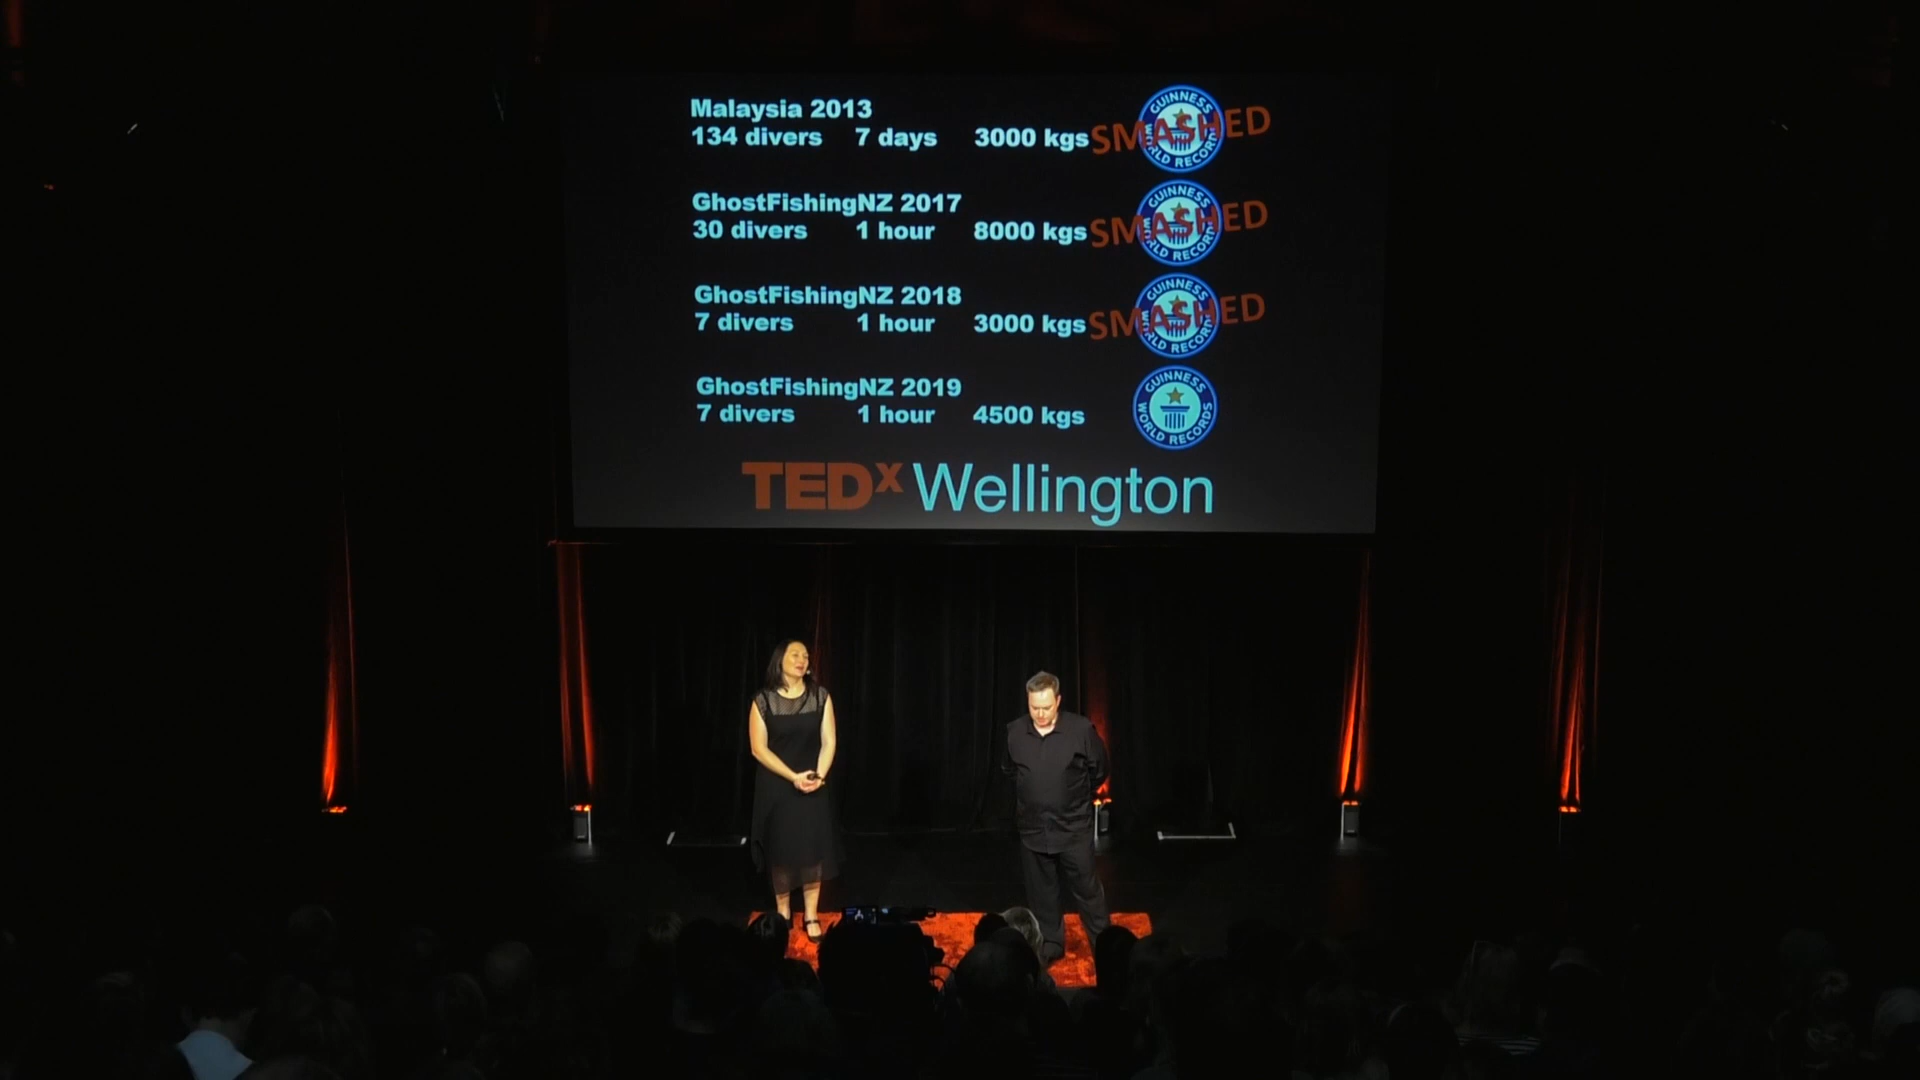 Malaysia 2013
134 divers 7 days 3000 kgs SMASHED
GUINNESS WORLD RECORDS
GhostFishingNZ 2017
30 divers 1 hour 8000 kgs SMASHED
GUINNESS WORLD RECORDS
GhostFishingNZ 2018
7 divers 1 hour 3000 kgs SMASHED
GUINNESS WORLD RECORDS
GhostFishingNZ 2019
7 divers 1 hour 4500 kgs
GUINNESS WORLD RECORDS
TEDx Wellington